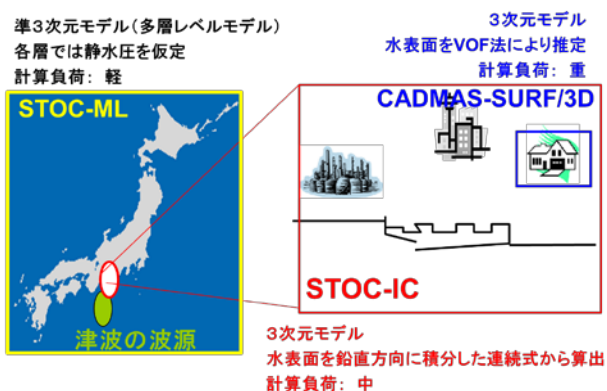 準3次元モデル(多層レベルモデル)
各層では静水圧を仮定
計算負荷: 軽
STOC-ML
津波の波源
3次元モデル
水表面をVOF法により推定
計算負荷: 重
CADMAS-SURF/3D
STOC-IC
3次元モデル
水表面を鉛直方向に積分した連続式から算出
計算負荷: 中